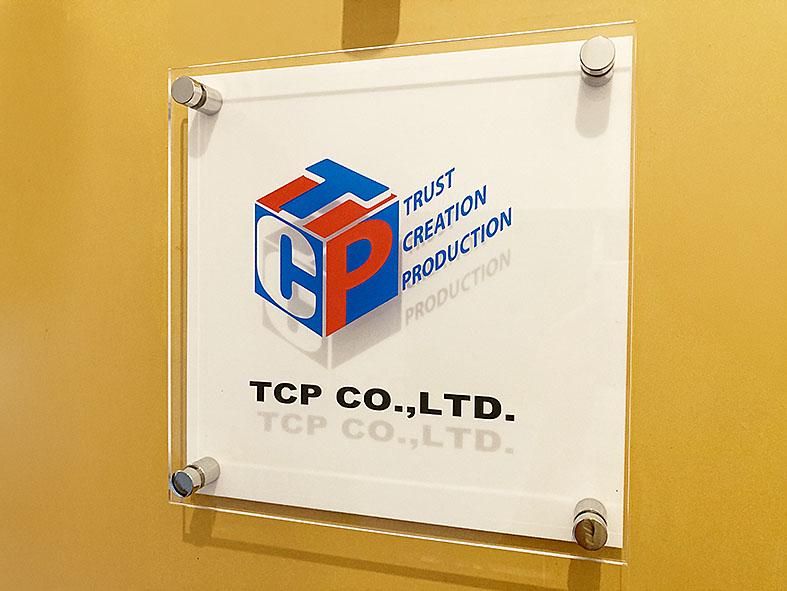 TCP
TRUST
CREATION
PRODUCTION
TCP CO.,LTD.